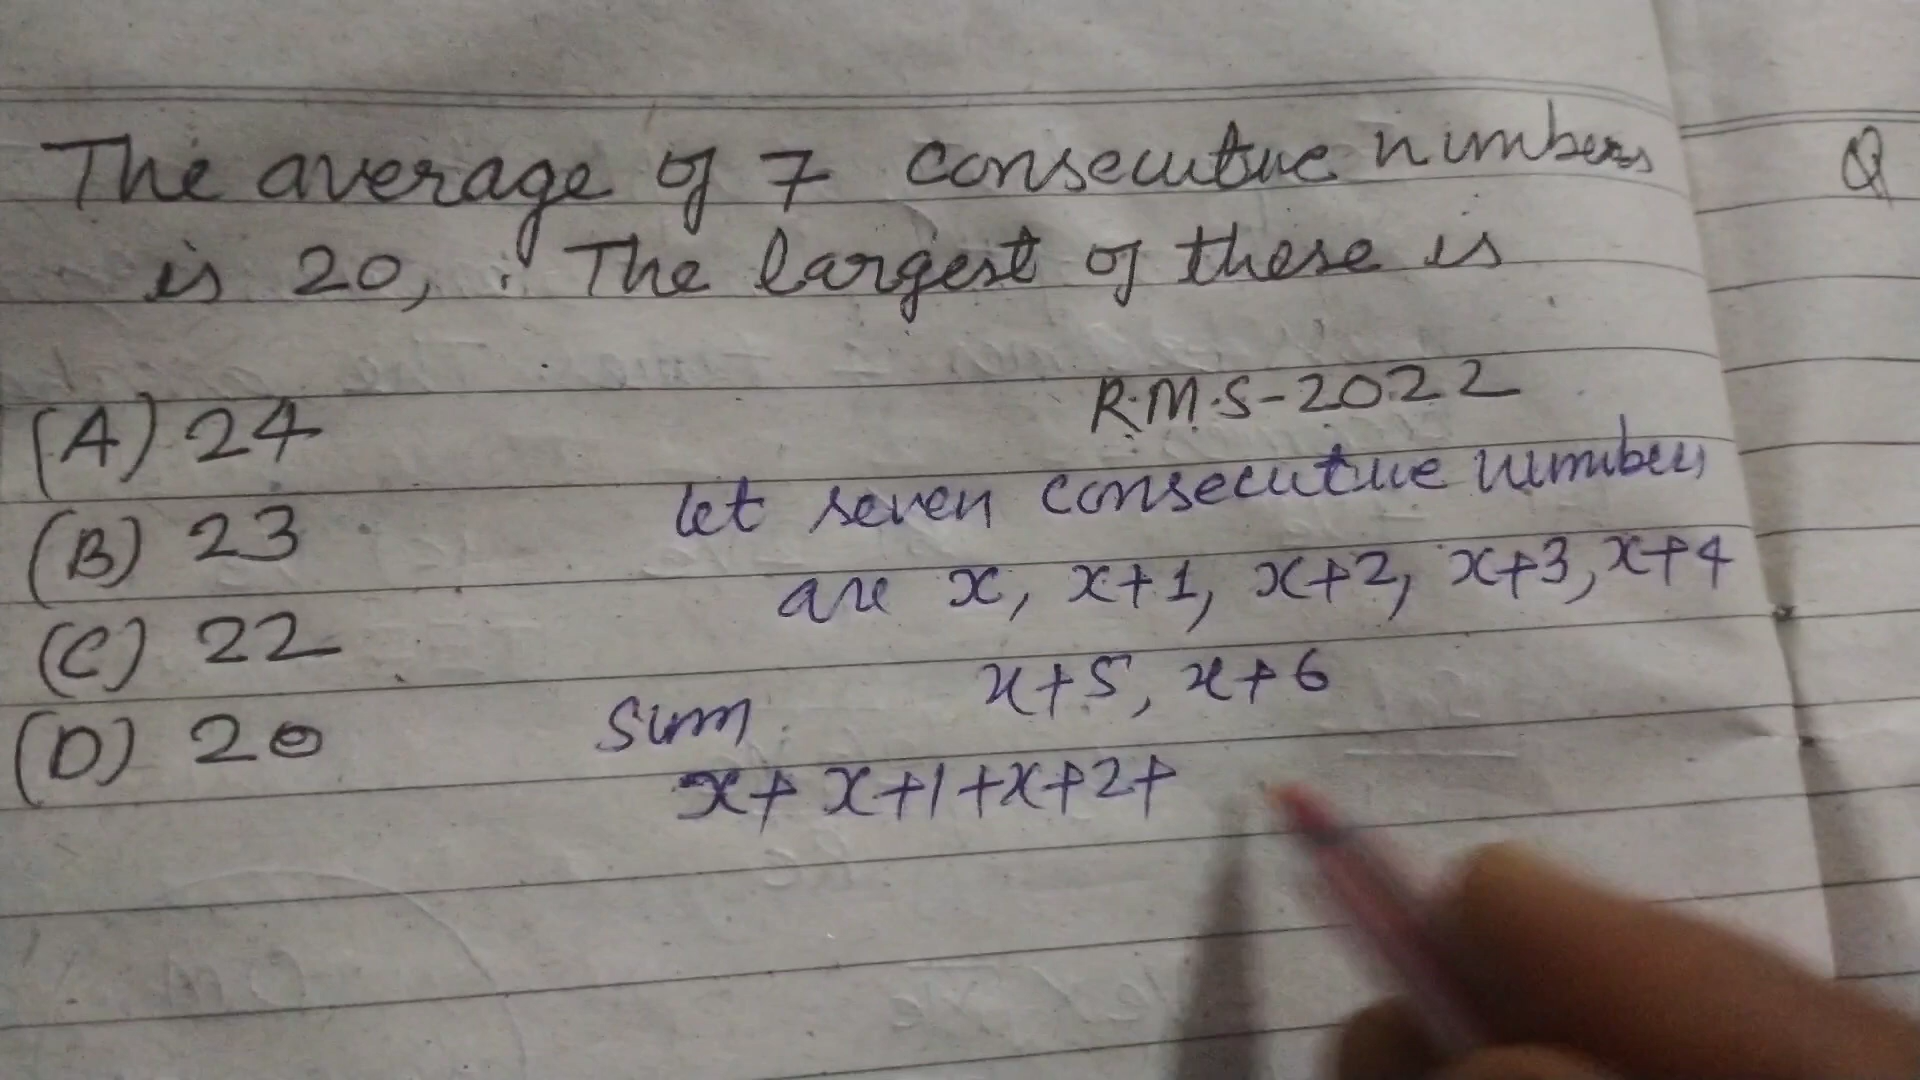 The average of 7 consecutive numbers
is 20, The largest of these is
R.M.S-2022
(A) 24
(B) 23
(C) 22
(D) 20
let seven consecutive numbers
are x, x+1, x+2, x+3, x+4
x+5, x+6
Sum
x+ x+1+x+2+
Q